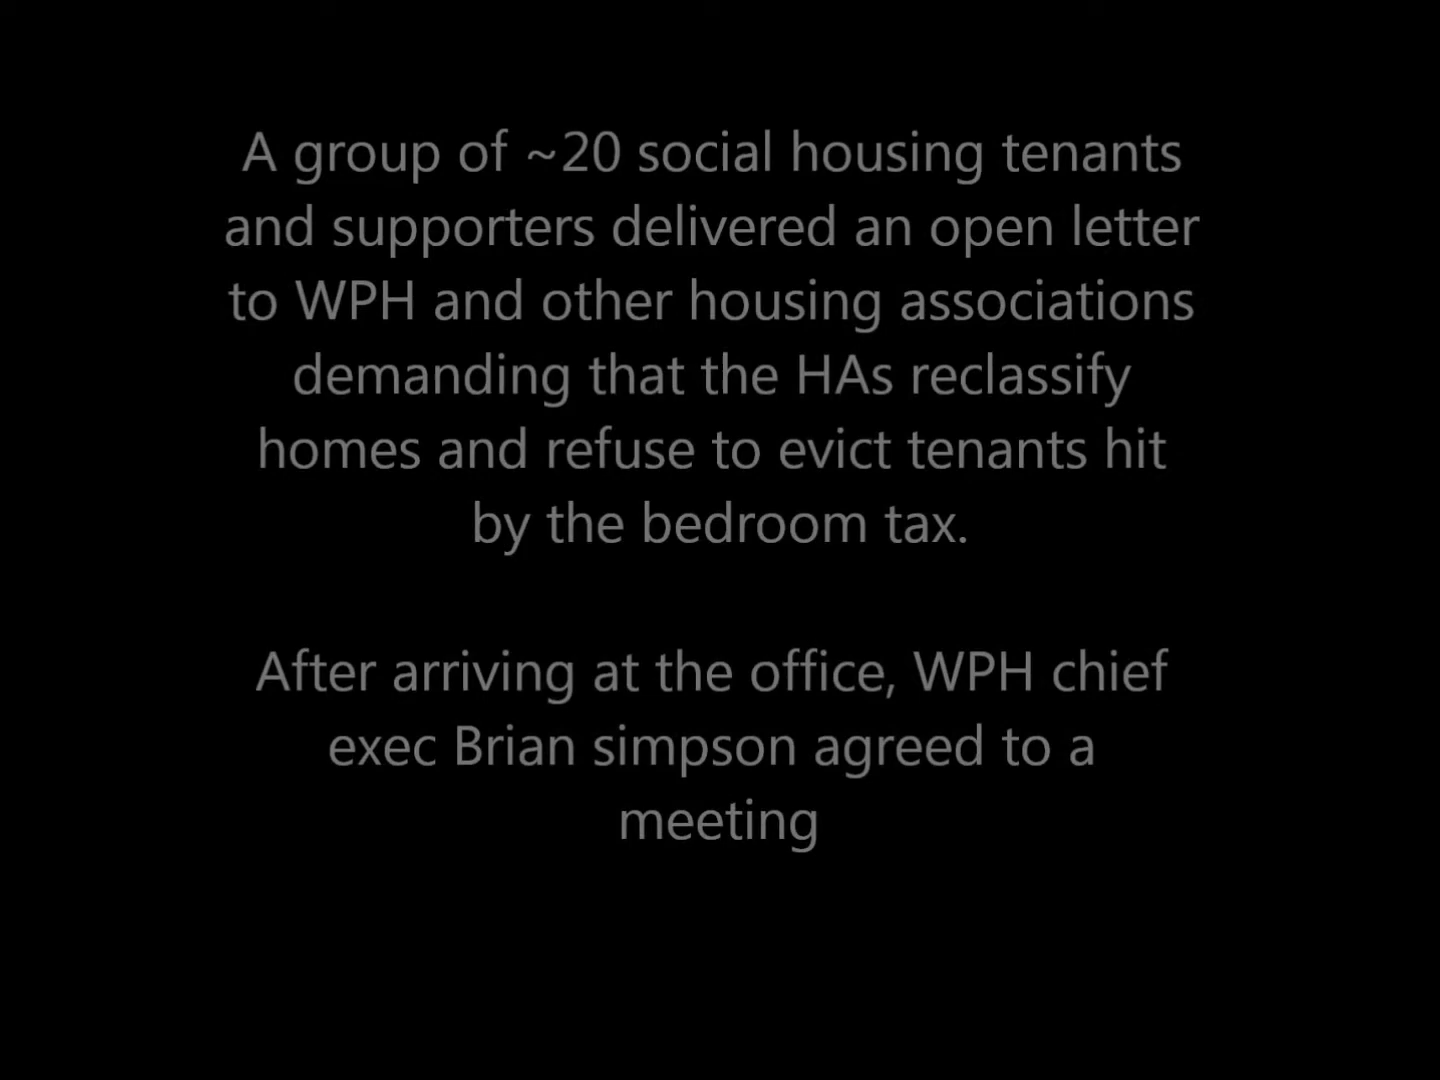 A group of ~20 social housing tenants
and supporters delivered an open letter
to WPH and other housing associations
demanding that the HAs reclassify
homes and refuse to evict tenants hit
by the bedroom tax.
After arriving at the office, WPH chief
exec Brian simpson agreed to a
meeting